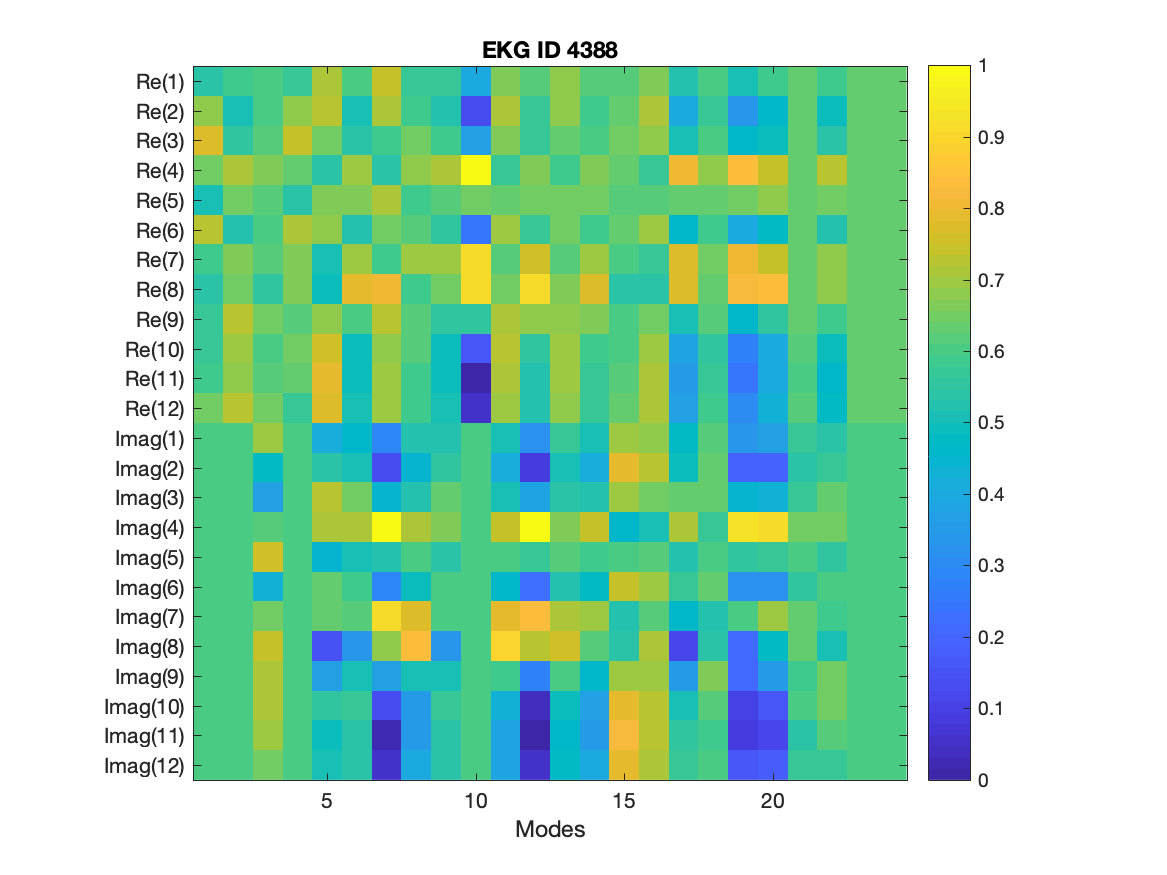 EKG ID 4388
Re(1)
Re(2)
Re(3)
Re(4)
Re(5)
Re(6)
Re(7)
Re(8)
Re(9)
Re(10)
Re(11)
Re(12)
Imag(1)
Imag(2)
Imag(3)
Imag(4)
Imag(5)
Imag(6)
Imag(7)
Imag(8)
Imag(9)
Imag(10)
Imag(11)
Imag(12)
5 10 15 20
Modes
1
0.9
0.8
0.7
0.6
0.5
0.4
0.3
0.2
0.1
0